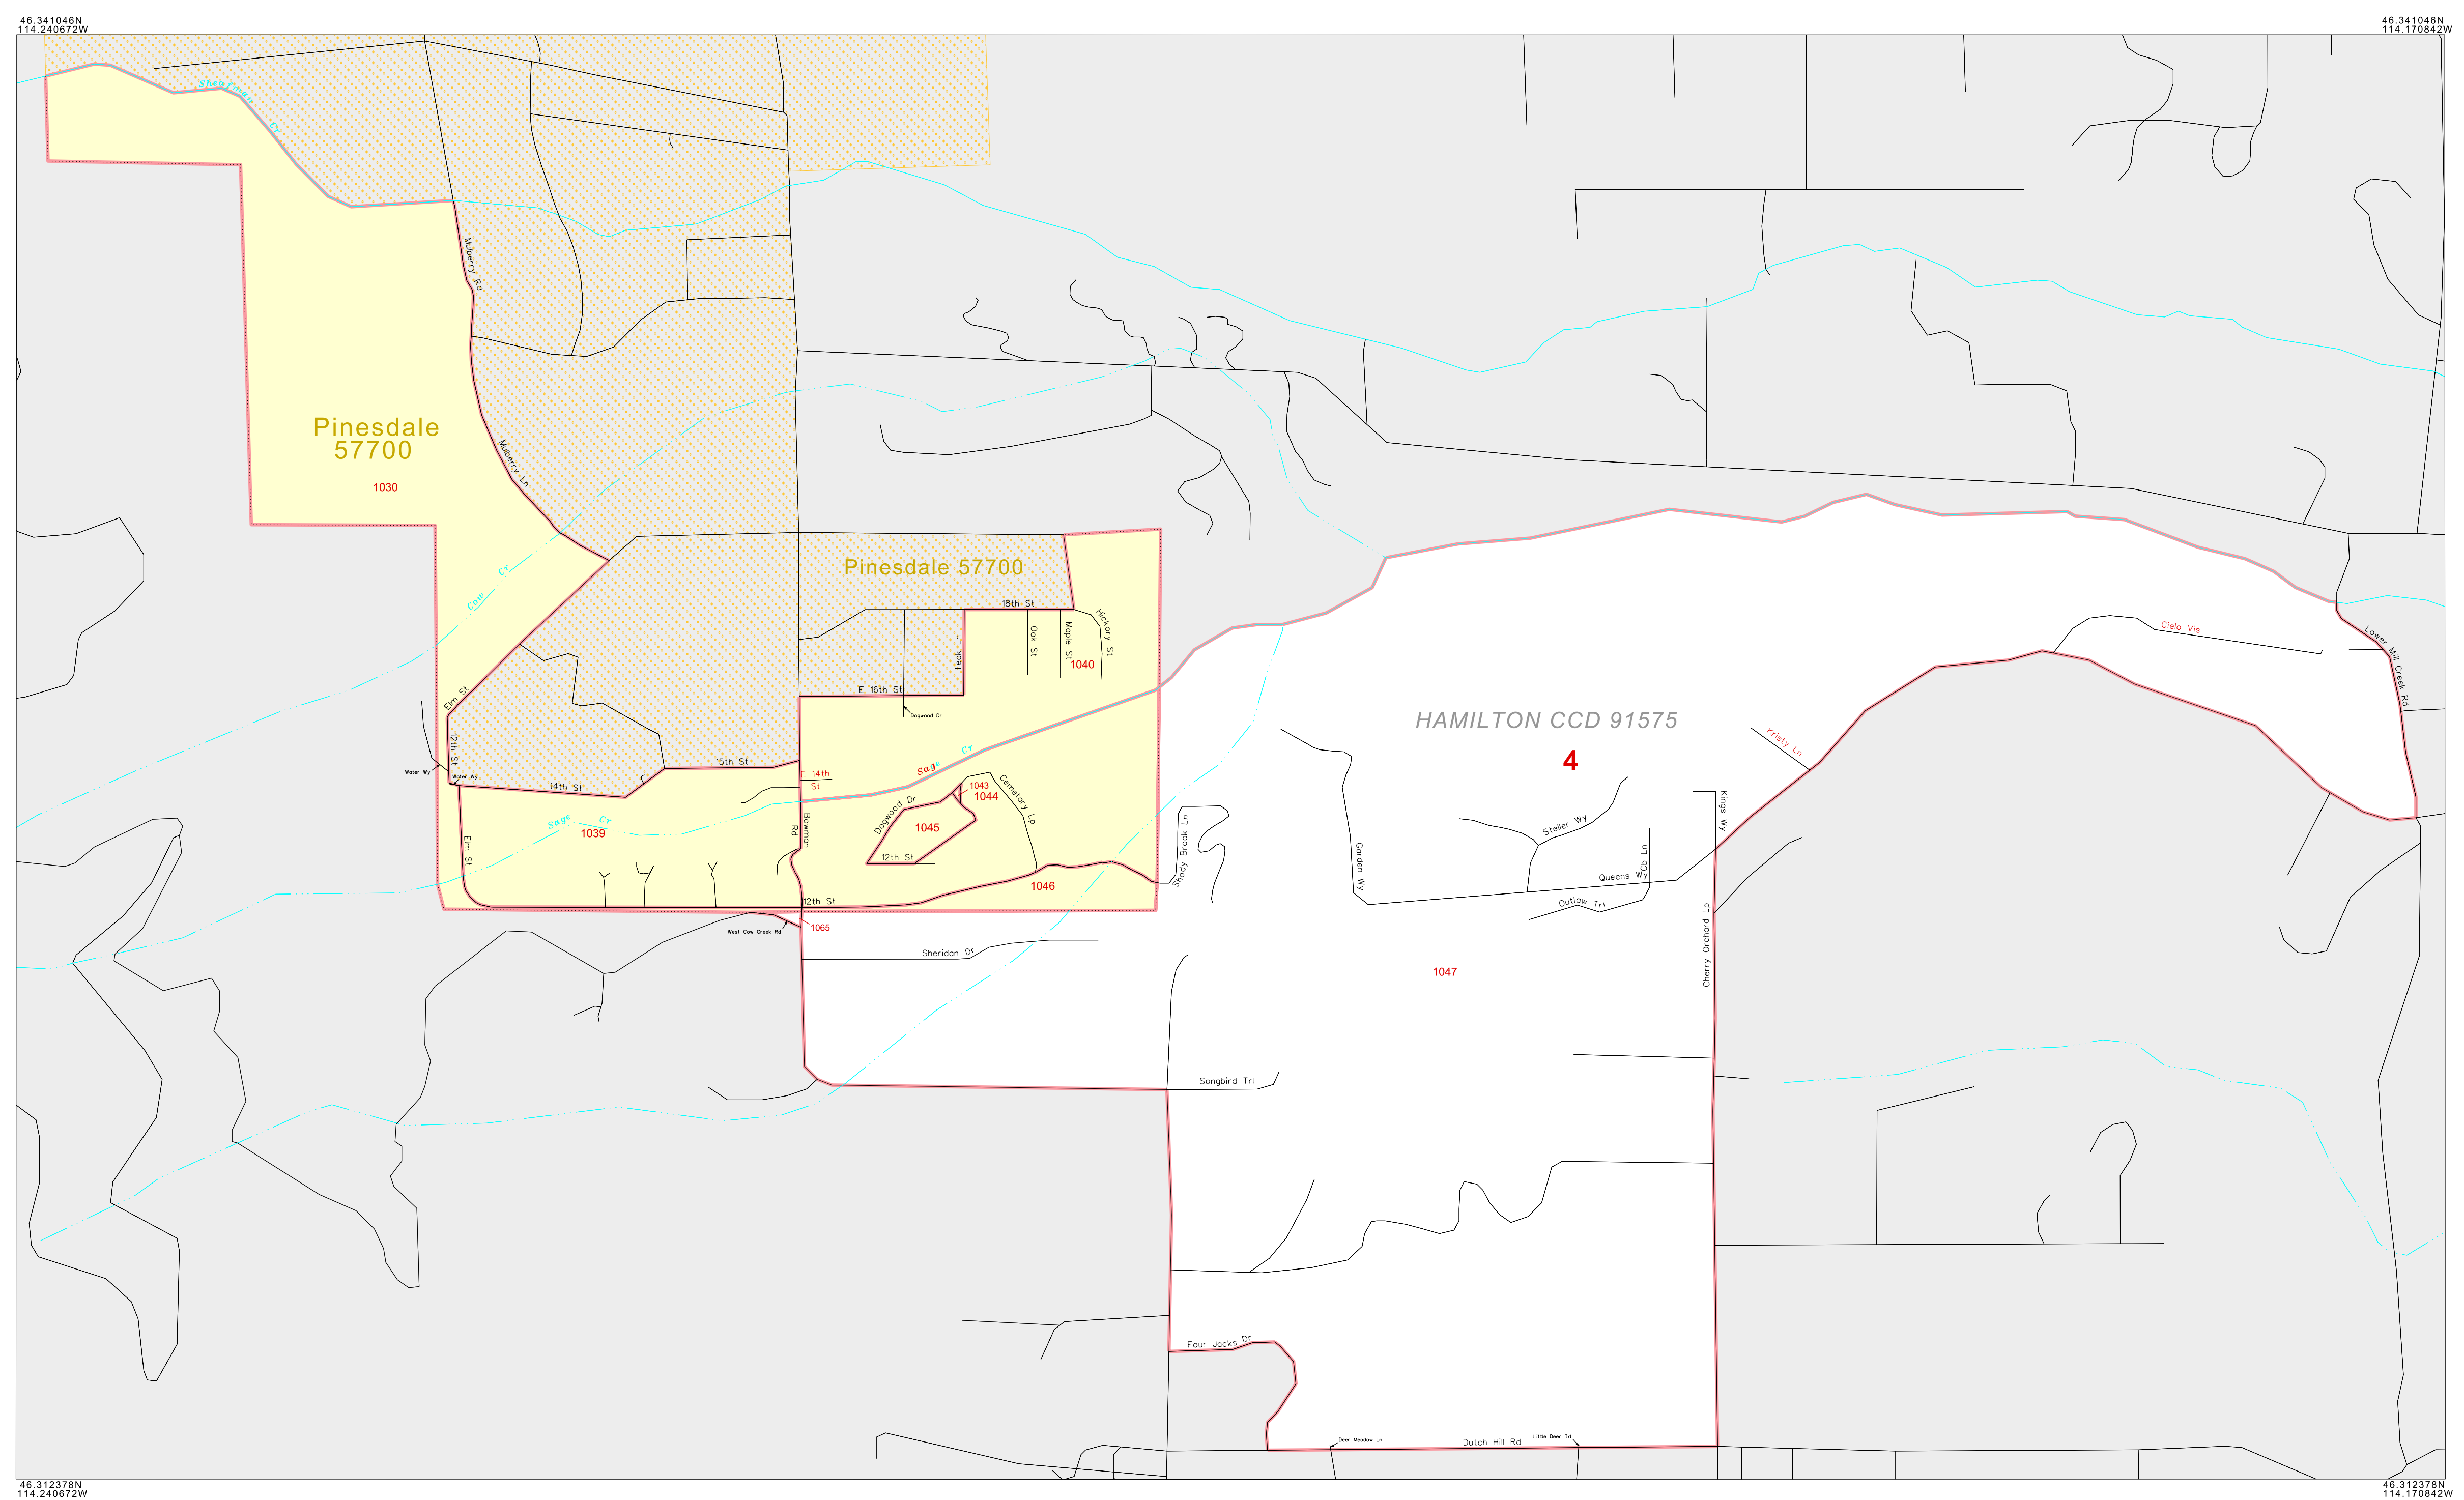 46.341046N
114.240672W
46.341046N
114.170842W
Shearman
Cr
Mulberry Rd
Pinesdale
57700
1030
Mulberry Ln
Cow
Cr
Pinesdale 57700
18th St
Hickory St
Oak St
Maple St
Teak Ln
1040
E 16th St
Dogwood Dr
Elm St
12th St
Water Wy
Water Wy
15th St
14th St
E 14th
St
Sage
Cr
Sage
Cr
1039
Elm St
Bowman
Rd
Dogwood Dr
1043
1044
1045
Cemetary Lp
12th St
1046
12th St
Shady Brook Ln
West Cow Creek Rd
1065
Sheridan Dr
HAMILTON CCD 91575
4
Cielo Vis
Lower Mill Creek Rd
Kristy Ln
Kings Wy
Steller Wy
Cb Ln
Garden Wy
Queens Wy
Outlaw Trl
Cherry Orchard Lp
1047
Songbird Trl
Four Jacks Dr
Deer Meadow Ln
Dutch Hill Rd
Little Deer Trl
46.312378N
114.240672W
46.312378N
114.170842W